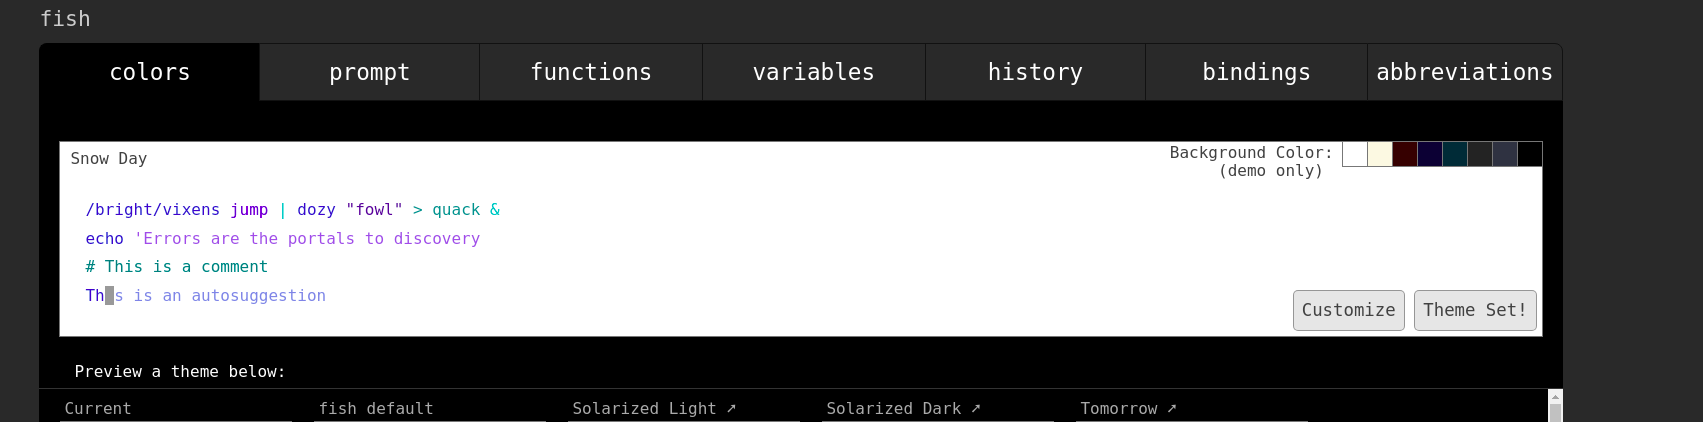 fish
colors prompt functions variables history bindings abbreviations
Snow Day
Background Color:
(demo only)
/bright/vixens jump | dozy "fowl" > quack &
echo 'Errors are the portals to discovery
# This is a comment
Ths is an autosuggestion
Customize Theme Set!
Preview a theme below:
Current fish default Solarized Light ↗ Solarized Dark ↗ Tomorrow ↗